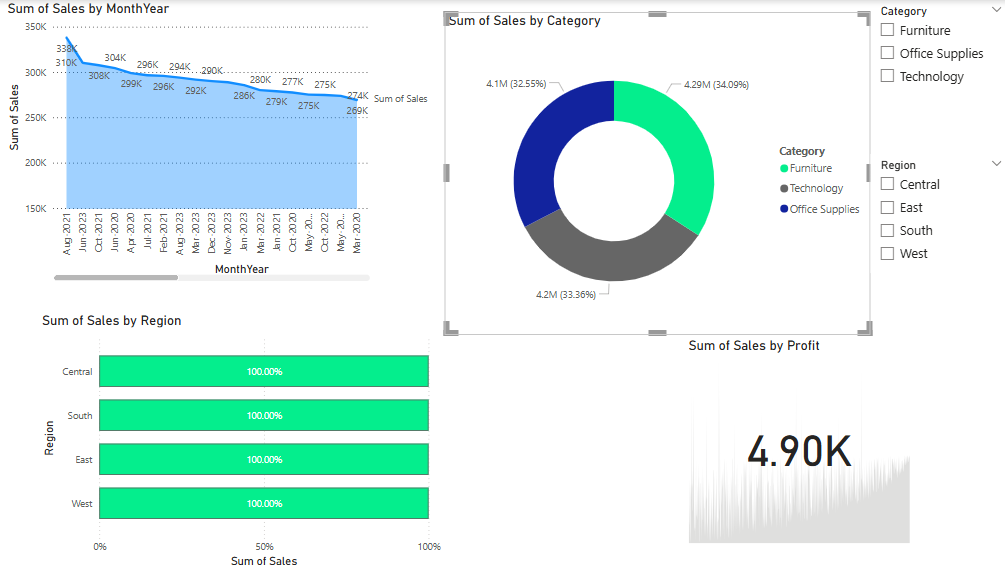 Sum of Sales by MonthYear
350K
300K
250K
200K
150K
Sum of Sales
338K
310K
308K
304K
299K
296K
296K
294K
292K
290K
286K
280K
279K
277K
275K
275K
274K
269K
Sum of Sales
Aug-2021
Jun-2023
Oct-2021
Jun-2020
Apr-2020
Jul-2021
Feb-2021
Aug-2023
Mar-2023
Dec-2023
Nov-2023
Jan-2023
Mar-2022
Jan-2021
Oct-2020
May-20...
Oct-2022
May-20...
Mar-2020
MonthYear
Sum of Sales by Category
4.1M (32.55%)
4.29M (34.09%)
4.2M (33.36%)
Category
Furniture
Technology
Office Supplies
Category
Furniture
Office Supplies
Technology
Region
Central
East
South
West
Sum of Sales by Region
Region
Central
100.00%
South
100.00%
East
100.00%
West
100.00%
0%
50%
100%
Sum of Sales
Sum of Sales by Profit
4.90K